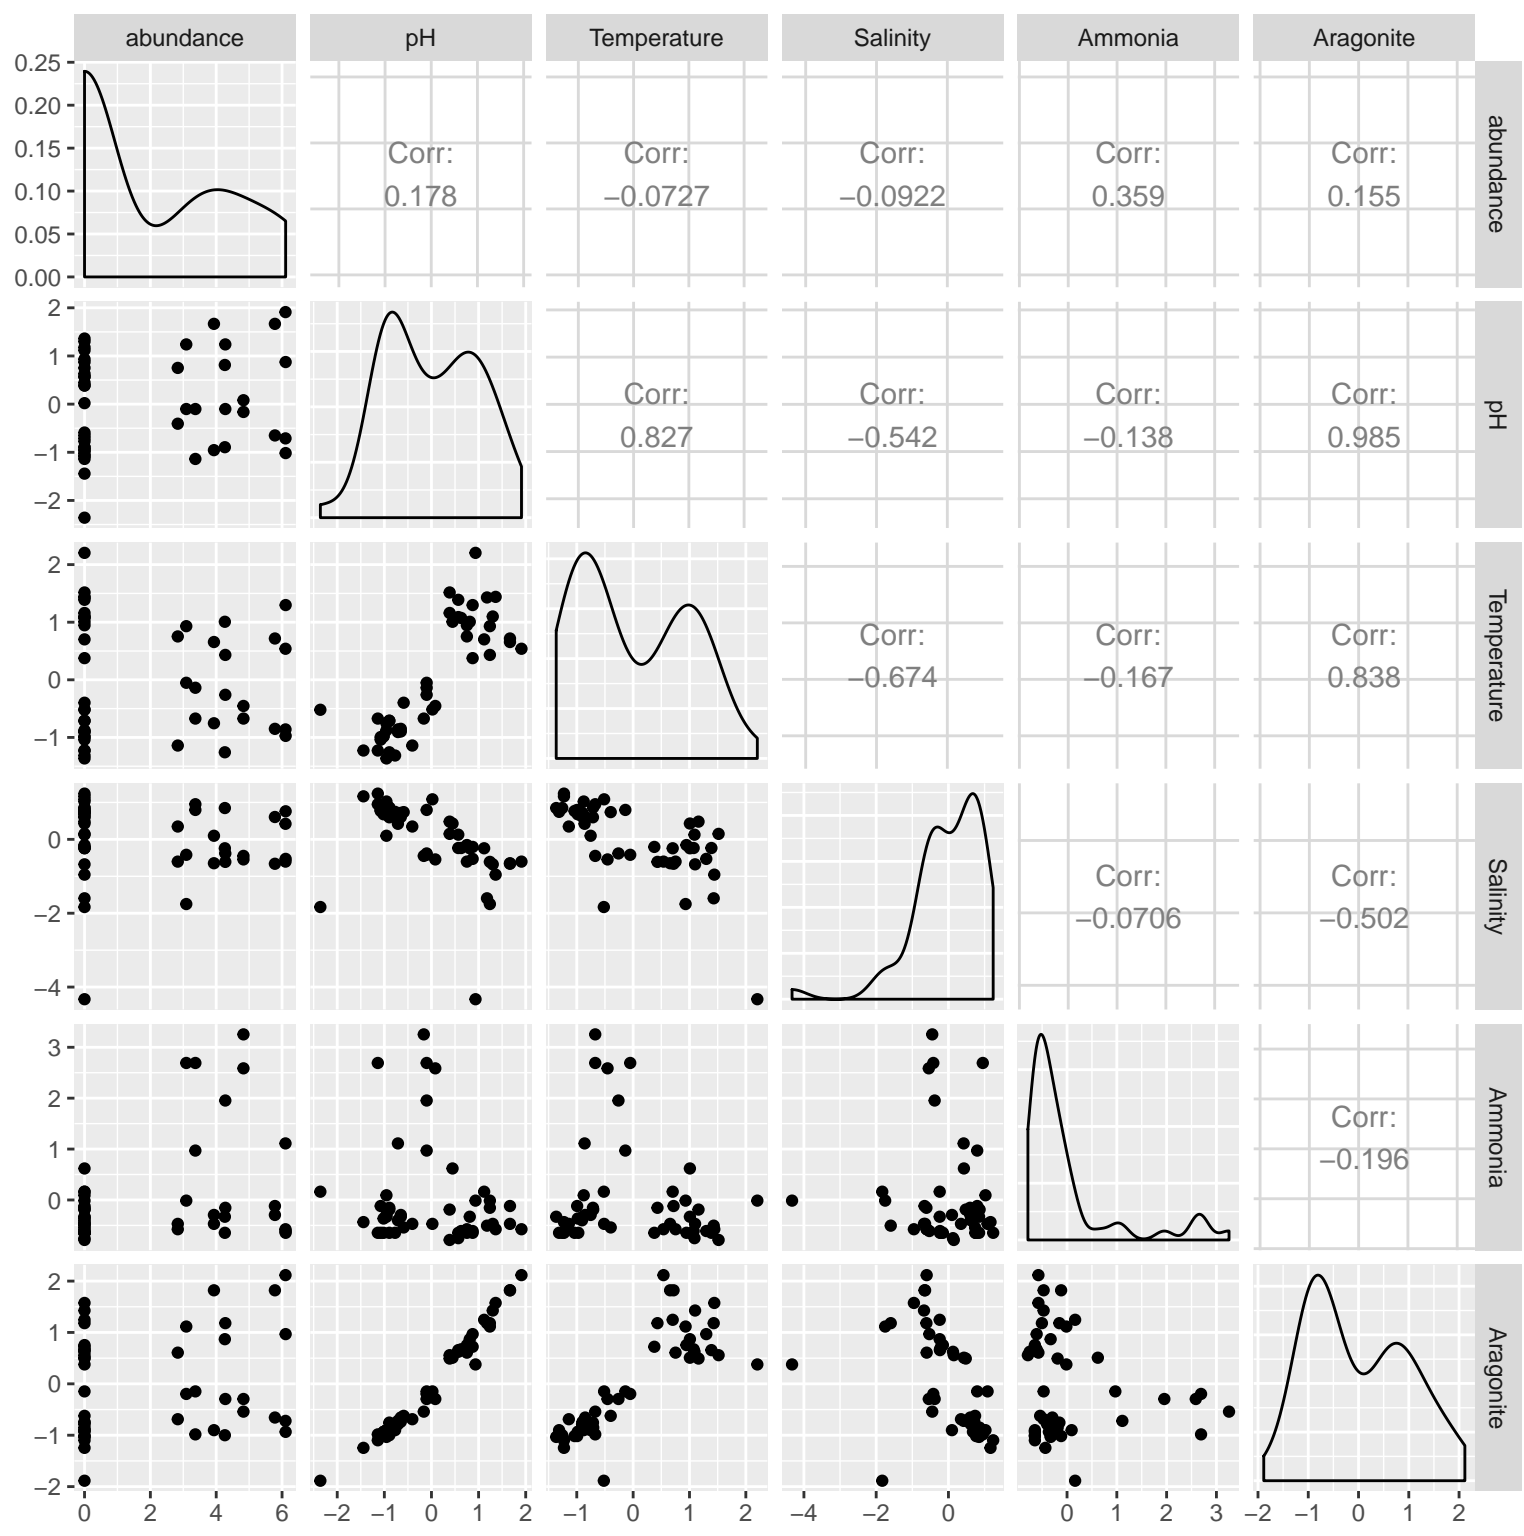 abundance pH Temperature Salinity Ammonia Aragonite
0.25
0.20
0.15
0.10
0.05
0.00
Corr: Corr: Corr: Corr: Corr:
0.178 −0.0727 −0.0922 0.359 0.155
abundance
2
1
0
−1
−2
Corr: Corr: Corr: Corr:
0.827 −0.542 −0.138 0.985
pH
2
1
0
−1
Corr: Corr: Corr:
−0.674 −0.167 0.838
Temperature
0
−2
−4
Corr: Corr:
−0.0706 −0.502
Salinity
3
2
1
0
Corr:
−0.196
Ammonia
2
1
0
−1
−2
Aragonite
0 2 4 6 −2 −1 0 1 2 −1 0 1 2 −4 −2 0 0 1 2 3 −2 −1 0 1 2